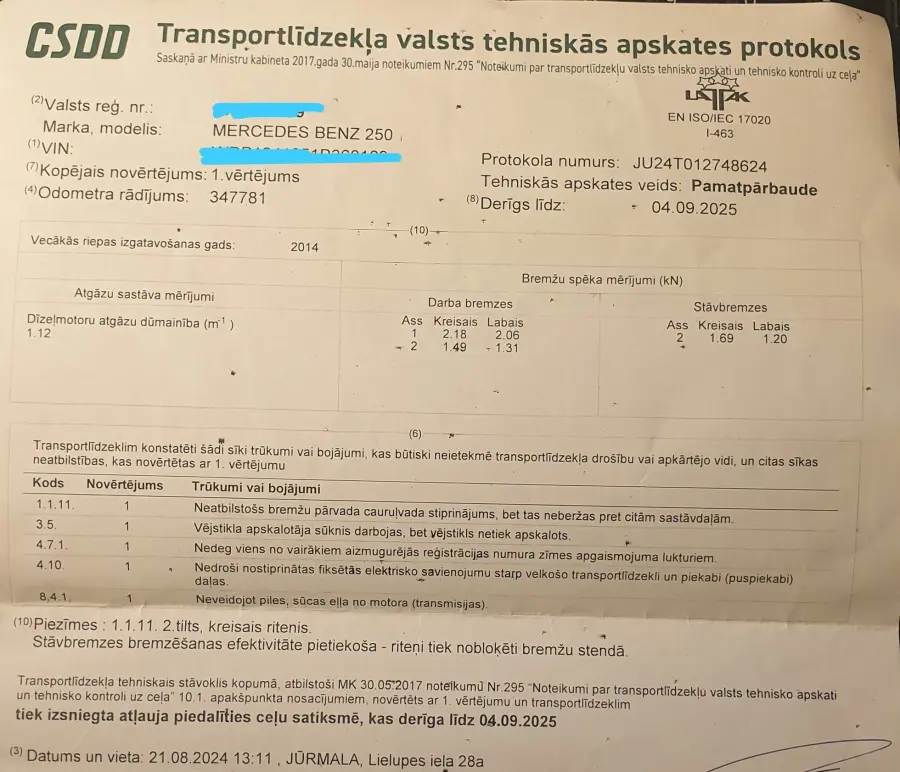 CSDD
Transportlīdzekļa valsts tehniskās apskates protokols
Saskaņā ar Ministru kabineta 2017.gada 30.maija noteikumiem Nr.295 "Noteikumi par transportlīdzekļu valsts tehnisko apskati un tehnisko kontroli uz ceļa"
LATAK
EN ISO/IEC 17020
I-463
(2)Valsts reģ. nr.:
Marka, modelis: MERCEDES BENZ 250
(1)VIN:
(7)Kopējais novērtējums: 1.vērtējums
(4)Odometra rādījums: 347781
Protokola numurs: JU24T012748624
Tehniskās apskates veids: Pamatpārbaude
(8)Derīgs līdz: 04.09.2025
(10)
Vecākās riepas izgatavošanas gads: 2014
Bremžu spēka mērījumi (kN)
Atgāzu sastāva mērījumi
Darba bremzes
Stāvbremzes
Dīzeļmotoru atgāzu dūmainība (m-1 )
1.12
Ass Kreisais Labais
1 2.18 2.06
2 1.49 1.31
Ass Kreisais Labais
2 1.69 1.20
(6)
Transportlīdzeklim konstatēti šādi sīki trūkumi vai bojājumi, kas būtiski neietekmē transportlīdzekļa drošību vai apkārtējo vidi, un citas sīkas
neatbilstības, kas novērtētas ar 1. vērtējumu
Kods Novērtējums Trūkumi vai bojājumi
1.1.11. 1 Neatbilstošs bremžu pārvada cauruļvada stiprinājums, bet tas neberžas pret citām sastāvdaļām.
3.5. 1 Vējstikla apskalotāja sūknis darbojas, bet vējstikls netiek apskalots.
4.7.1. 1 Nedeg viens no vairākiem aizmugurējās reģistrācijas numura zīmes apgaismojuma lukturiem.
4.10. 1 Nedroši nostiprinātas fiksētās elektrisko savienojumu starp velkošo transportlīdzekli un piekabi (puspiekabi)
daļas.
8.4.1. 1 Neveidojot piles, sūcas eļļa no motora (transmisijas).
(10)Piezīmes : 1.1.11. 2.tilts, kreisais ritenis.
Stāvbremzes bremzēšanas efektivitāte pietiekoša - riteņi tiek nobloķēti bremžu stendā.
Transportlīdzekļa tehniskais stāvoklis kopumā, atbilstoši MK 30.05.2017 noteikumu Nr.295 "Noteikumi par transportlīdzekļu valsts tehnisko apskati
un tehnisko kontroli uz ceļa" 10.1. apakšpunkta nosacījumiem, novērtēts ar 1. vērtējumu un transportlīdzeklim
tiek izsniegta atļauja piedalīties ceļu satiksmē, kas derīga līdz 04.09.2025
(3) Datums un vieta: 21.08.2024 13:11 , JŪRMALA, Lielupes iela 28a